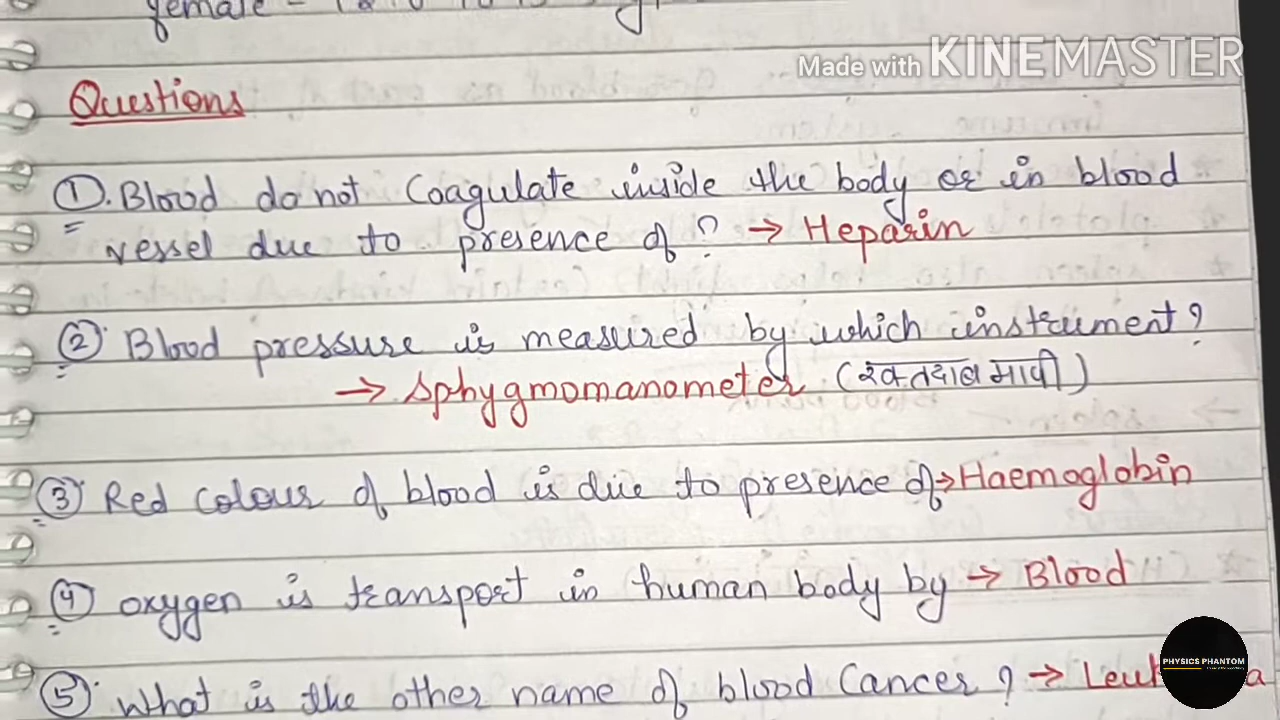 female -
Made with KINEMASTER
Questions
①. Blood do not Coagulate inside the body or in blood
vessel due to presence of? → Heparin
② Blood pressure is measured by which instrument?
→ Sphygmomanometer (रक्तदाब मापी)
③ Red colour of blood is due to presence of → Haemoglobin
④ oxygen is transport in human body by → Blood
⑤ What is the other name of blood Cancer ? →
PHYSICS PHANTOM